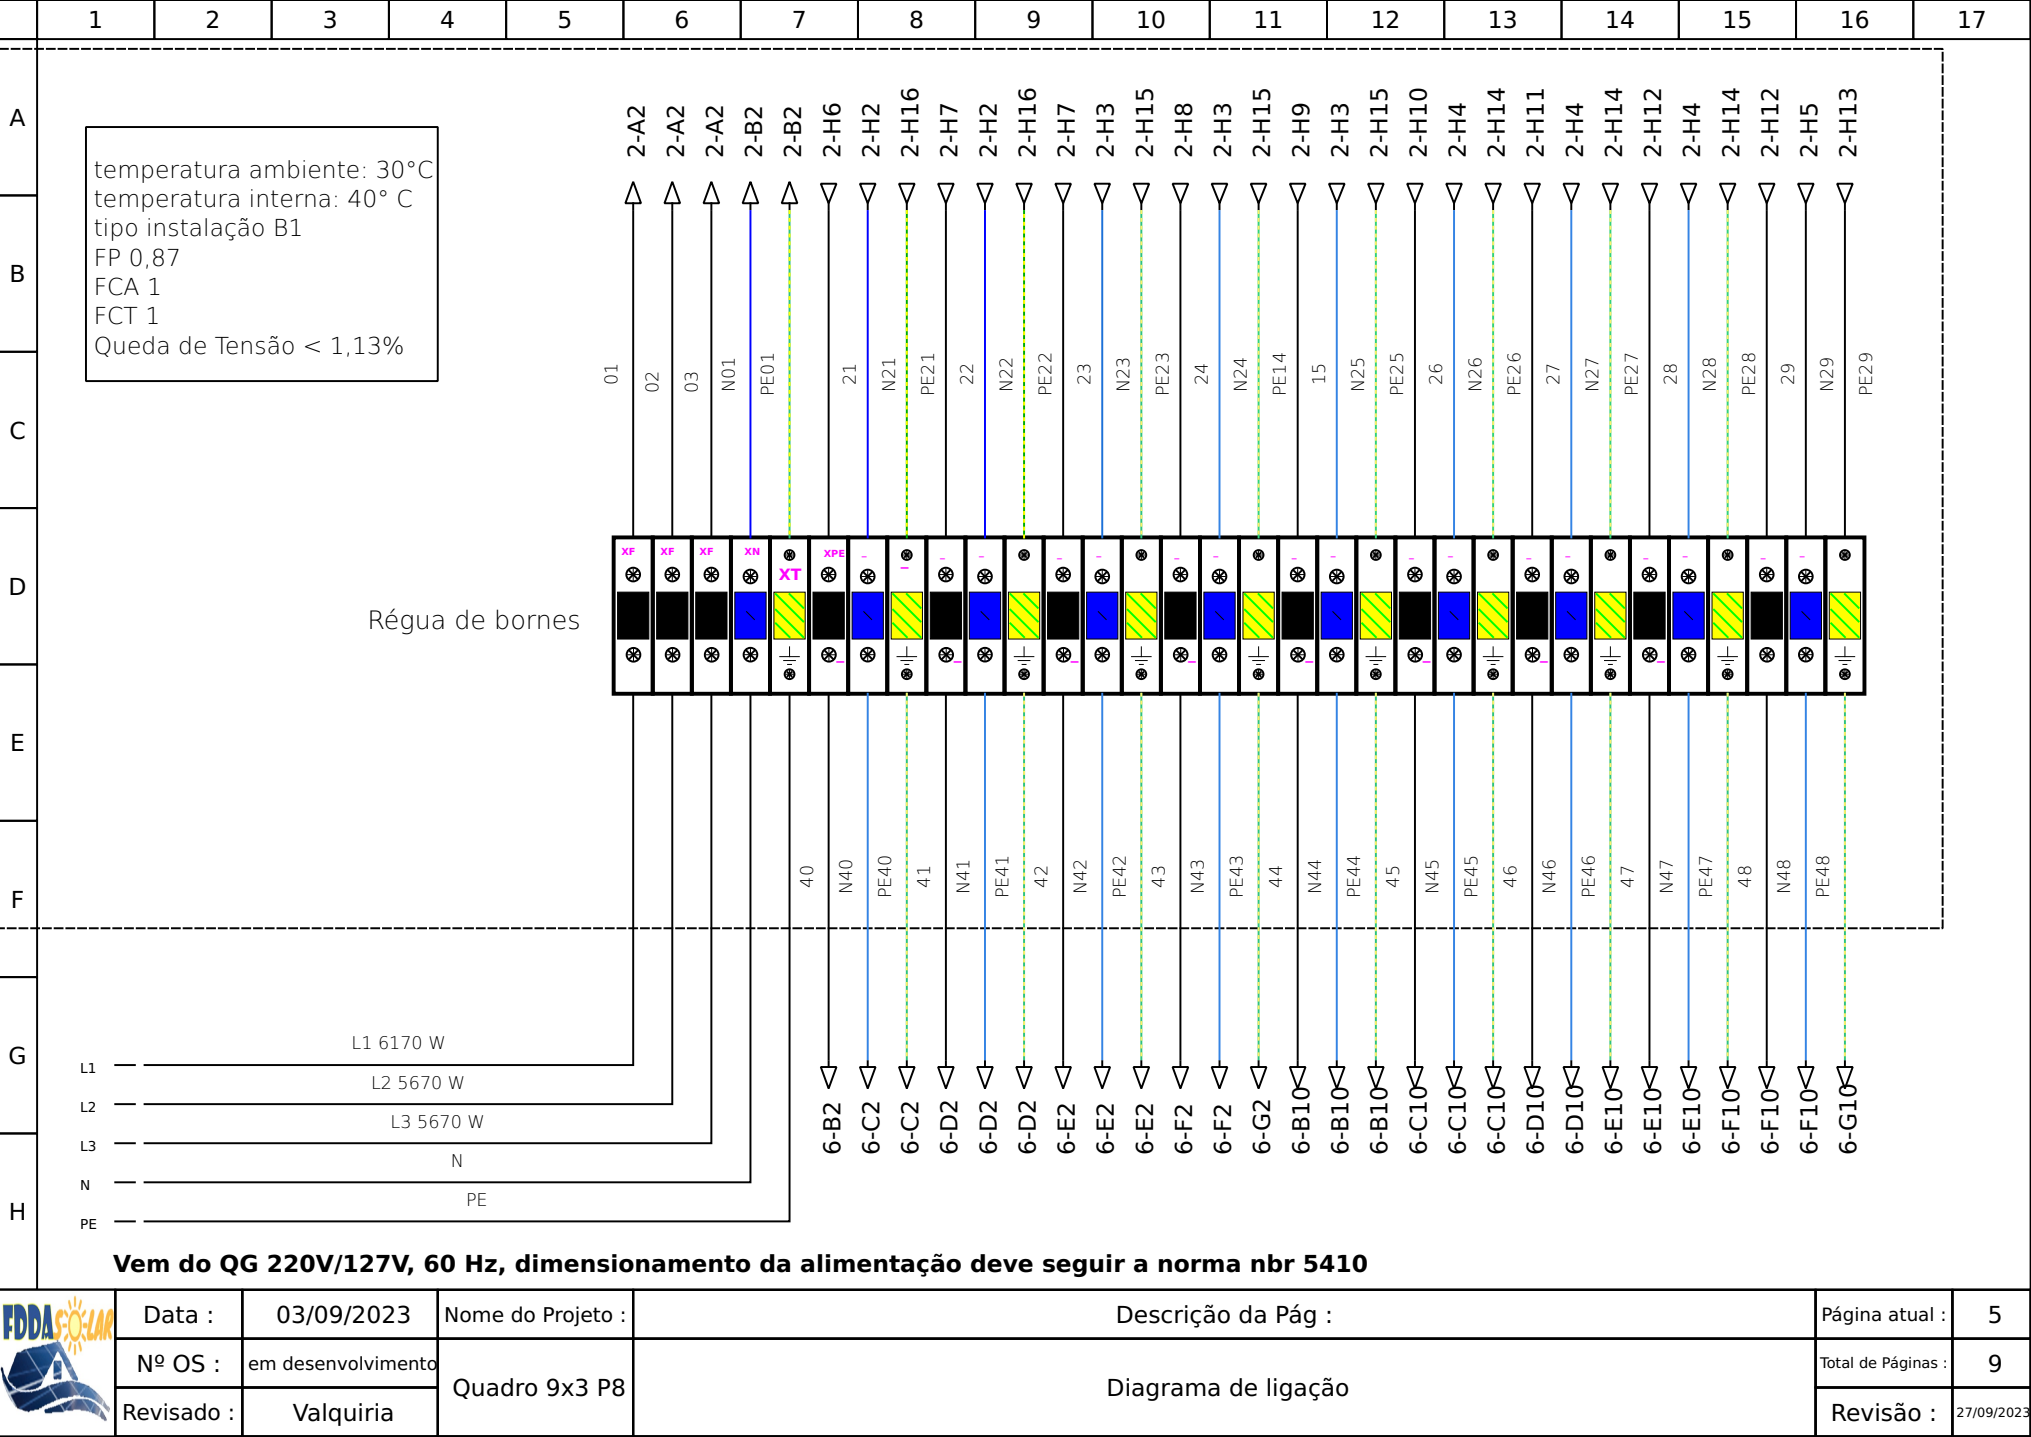 1 2 3 4 5 6 7 8 9 10 11 12 13 14 15 16 17
A
B
C
D
E
F
G
H
2-A2 2-A2 2-A2 2-B2 2-B2 2-H6 2-H2 2-H16 2-H7 2-H2 2-H16 2-H7 2-H3 2-H15 2-H8 2-H3 2-H15 2-H9 2-H3 2-H15 2-H10 2-H4 2-H14 2-H11 2-H4 2-H14 2-H12 2-H4 2-H14 2-H12 2-H5 2-H13
temperatura ambiente: 30°C
temperatura interna: 40° C
tipo instalação B1
FP 0,87
FCA 1
FCT 1
Queda de Tensão < 1,13%
01 02 03 N01 PE01 21 N21 PE21 22 N22 PE22 23 N23 PE23 24 N24 PE14 15 N25 PE25 26 N26 PE26 27 N27 PE27 28 N28 PE28 29 N29 PE29
XF XF XF XN XPE
XT
Régua de bornes
40 N40 PE40 41 N41 PE41 42 N42 PE42 43 N43 PE43 44 N44 PE44 45 N45 PE45 46 N46 PE46 47 N47 PE47 48 N48 PE48
L1 L1 6170 W
L2 L2 5670 W
L3 L3 5670 W
N N
PE PE
6-B2 6-C2 6-C2 6-D2 6-D2 6-D2 6-E2 6-E2 6-E2 6-F2 6-F2 6-G2 6-B10 6-B10 6-B10 6-C10 6-C10 6-C10 6-D10 6-D10 6-E10 6-E10 6-E10 6-F10 6-F10 6-F10 6-G10
Vem do QG 220V/127V, 60 Hz, dimensionamento da alimentação deve seguir a norma nbr 5410
FDDA SOLAR
Data : 03/09/2023 Nome do Projeto : Descrição da Pág : Página atual : 5
Nº OS : em desenvolvimento Total de Páginas : 9
Quadro 9x3 P8 Diagrama de ligação
Revisado : Valquiria Revisão : 27/09/2023